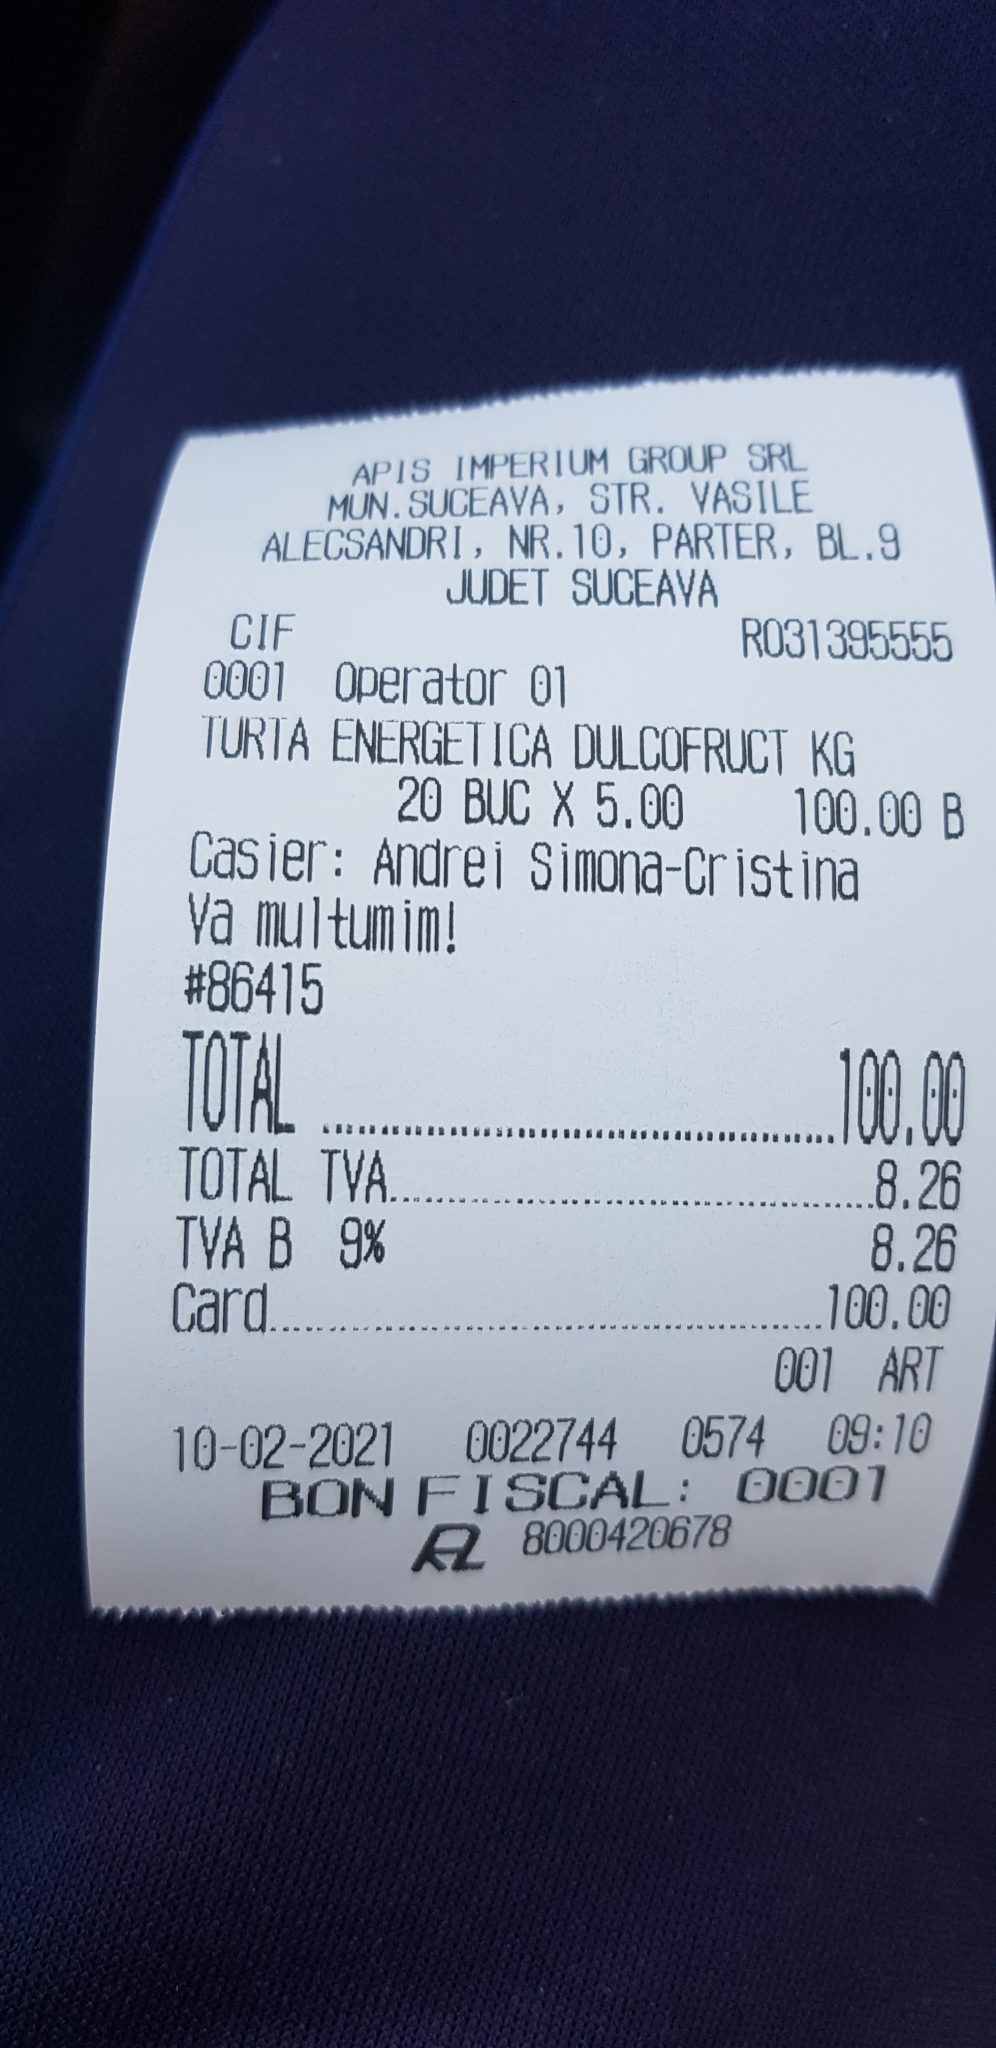 APIS IMPERIUM GROUP SRL
MUN.SUCEAVA, STR. VASILE
ALECSANDRI, NR.10, PARTER, BL.9
JUDET SUCEAVA
CIF RO31395555
0001 Operator 01
TURTA ENERGETICA DULCOFRUCT KG
20 BUC X 5.00 100.00 B
Casier: Andrei Simona-Cristina
Va multumim!
#86415
TOTAL ........................................100.00
TOTAL TVA........................................8.26
TVA B 9% 8.26
Card........................................100.00
001 ART
10-02-2021 0022744 0574 09:10
BON FISCAL: 0001
8000420678